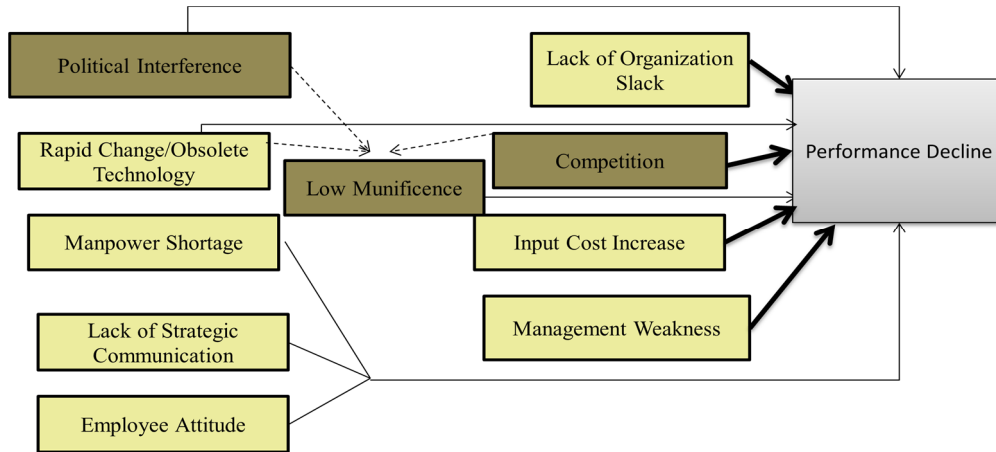 Political Interference
Lack of Organization
Slack
Rapid Change/Obsolete
Technology
Low Munificence
Competition
Performance Decline
Manpower Shortage
Input Cost Increase
Lack of Strategic
Communication
Management Weakness
Employee Attitude